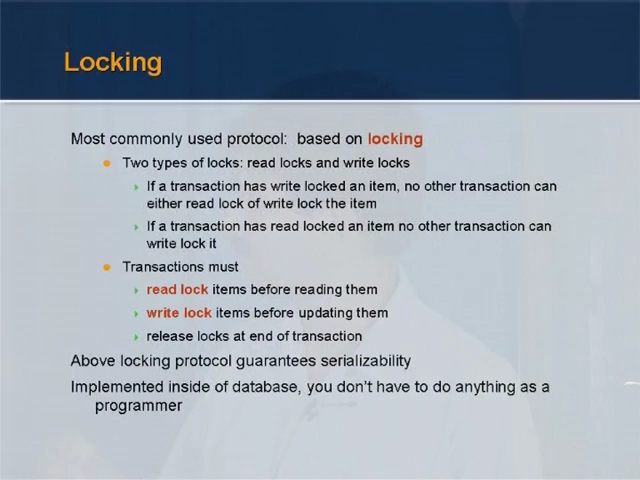 Locking
Most commonly used protocol: based on locking
Two types of locks: read locks and write locks
If a transaction has write locked an item, no other transaction can
either read lock of write lock the item
If a transaction has read locked an item no other transaction can
write lock it
Transactions must
read lock items before reading them
write lock items before updating them
release locks at end of transaction
Above locking protocol guarantees serializability
Implemented inside of database, you don't have to do anything as a
programmer